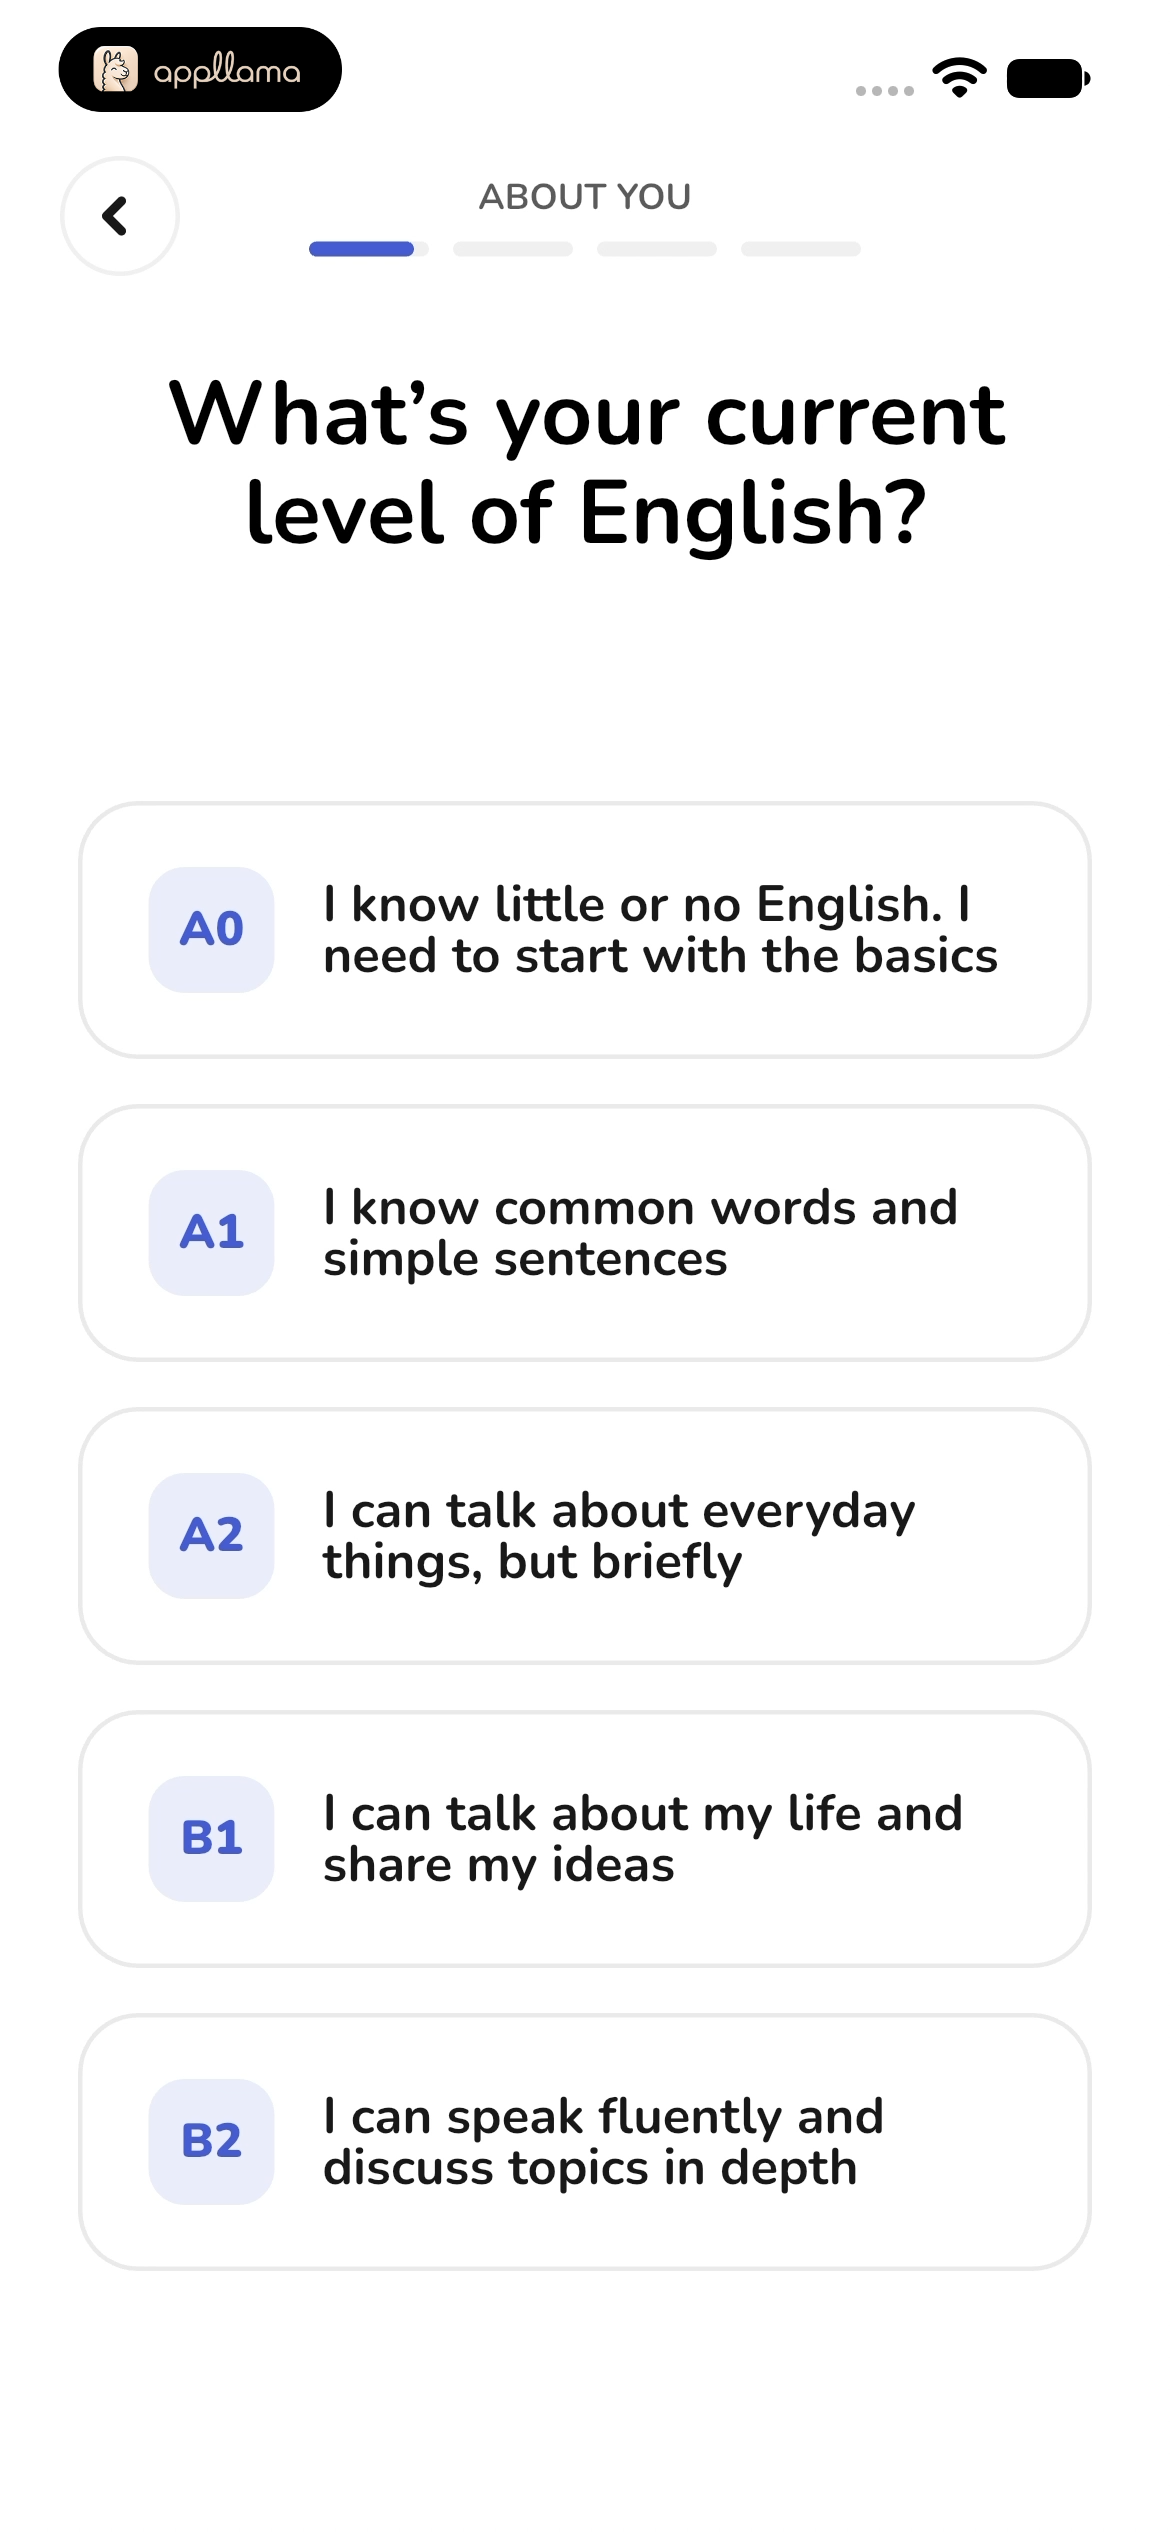 appllama
ABOUT YOU
What’s your current
level of English?
A0
I know little or no English. I
need to start with the basics
A1
I know common words and
simple sentences
A2
I can talk about everyday
things, but briefly
B1
I can talk about my life and
share my ideas
B2
I can speak fluently and
discuss topics in depth